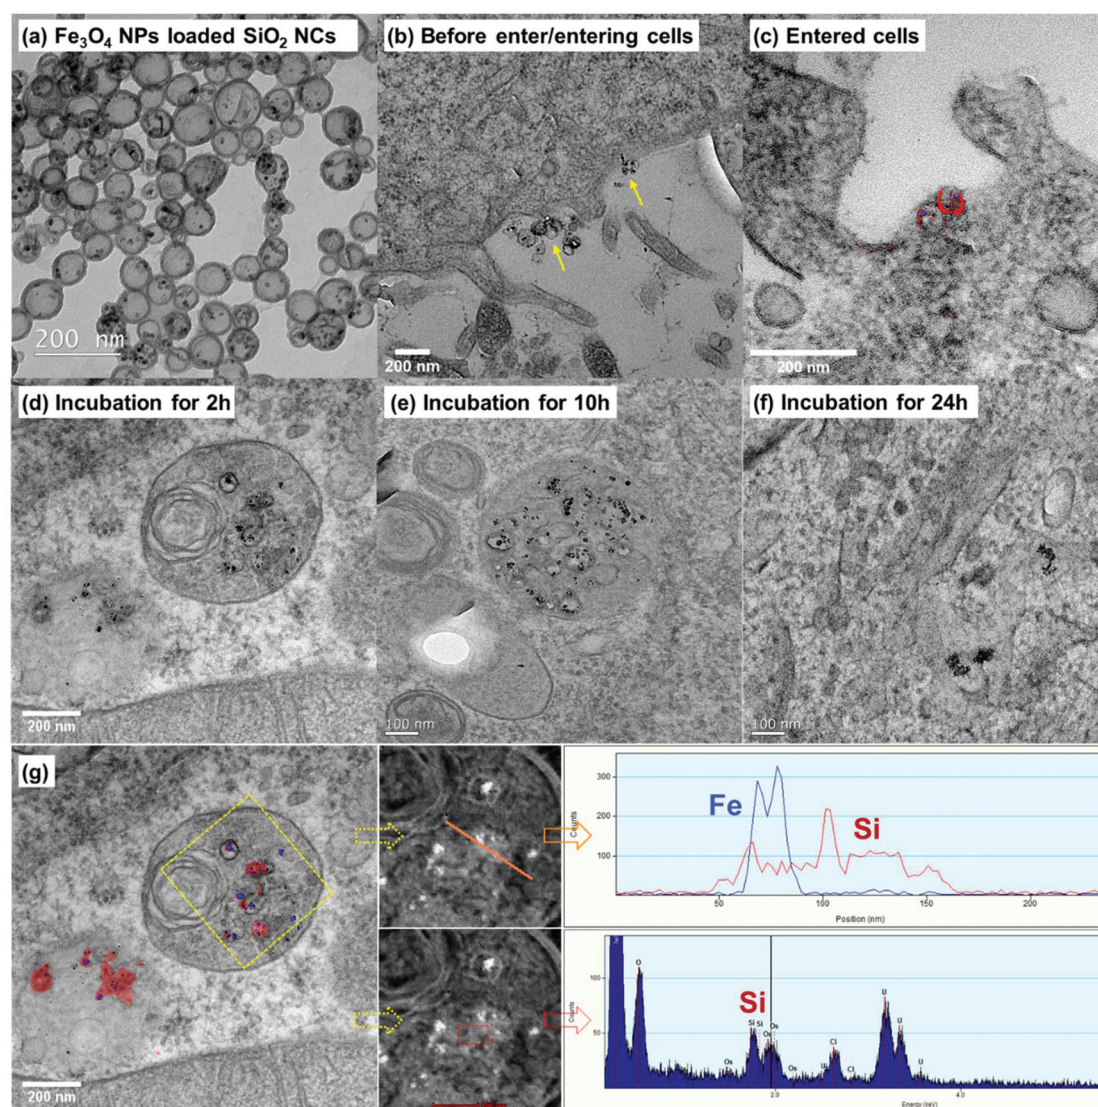 (a) Fe₃O₄ NPs loaded SiO₂ NCs
200 nm
(b) Before enter/entering cells
200 nm
(c) Entered cells
200 nm
(d) Incubation for 2h
200 nm
(e) Incubation for 10h
100 nm
(f) Incubation for 24h
100 nm
(g)
200 nm
300
200
100
Counts
Fe
Si
50
100
150
200
Position (nm)
100
50
Counts
O
Si
Os
Si
Si
Os
Os
Os
U
Cl
Cl
U
U
U
2.0
4.0
Energy (keV)